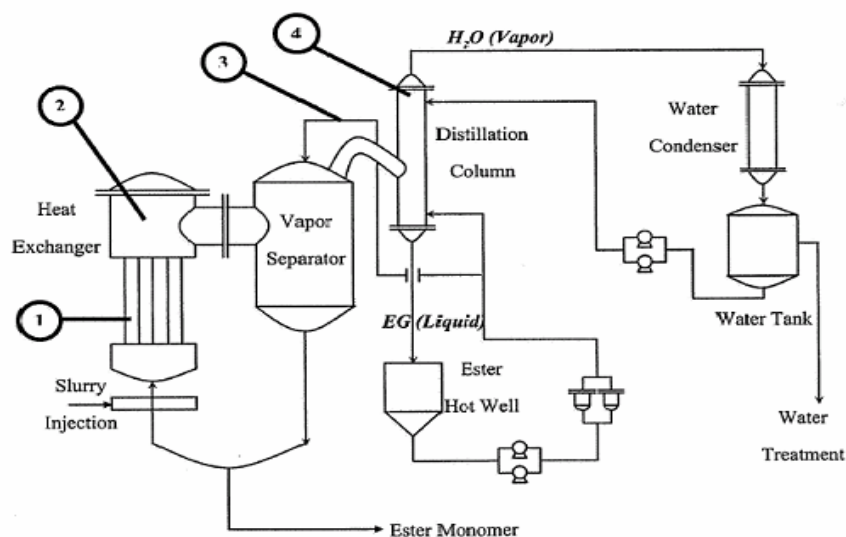 4
H₂O (Vapor)
3
2
Water
Condenser
Distillation
Column
Heat
Exchanger
Vapor
Separator
1
EG (Liquid)
Water Tank
Ester
Hot Well
Slurry
Injection
Water
Treatment
Ester Monomer